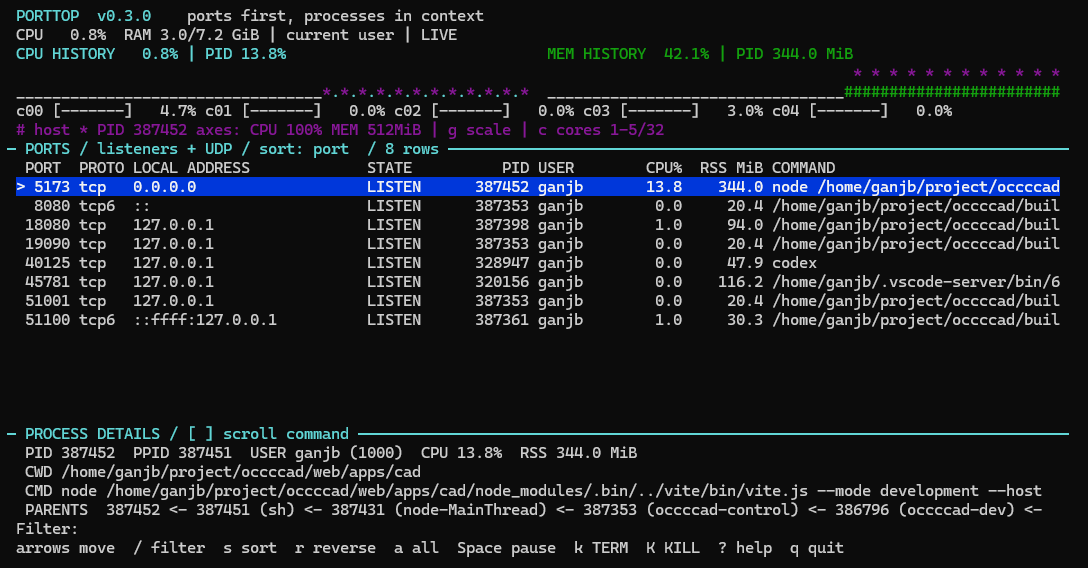 PORTTOP  v0.3.0    ports first, processes in context
CPU   0.8%  RAM 3.0/7.2 GiB | current user | LIVE
CPU HISTORY   0.8% | PID 13.8%                             MEM HISTORY  42.1% | PID 344.0 MiB
* * * * * * * * * * * *
__________________________________*.*.*.*.*.*.*.*.*.*.*.*  _________________________________########################
c00 [-------]   4.7% c01 [-------]   0.0% c02 [-------]   0.0% c03 [-------]   3.0% c04 [-------]   0.0%
# host * PID 387452 axes: CPU 100% MEM 512MiB | g scale | c cores 1-5/32
PORTS / listeners + UDP / sort: port  / 8 rows
PORT  PROTO LOCAL ADDRESS             STATE          PID USER       CPU%  RSS MiB COMMAND
> 5173 tcp   0.0.0.0                   LISTEN      387452 ganjb      13.8    344.0 node /home/ganjb/project/occccad
8080 tcp6  ::                        LISTEN      387353 ganjb       0.0     20.4 /home/ganjb/project/occccad/buil
18080 tcp   127.0.0.1                 LISTEN      387398 ganjb       1.0     94.0 /home/ganjb/project/occccad/buil
19090 tcp   127.0.0.1                 LISTEN      387353 ganjb       0.0     20.4 /home/ganjb/project/occccad/buil
40125 tcp   127.0.0.1                 LISTEN      328947 ganjb       0.0     47.9 codex
45781 tcp   127.0.0.1                 LISTEN      320156 ganjb       0.0    116.2 /home/ganjb/.vscode-server/bin/6
51001 tcp   127.0.0.1                 LISTEN      387353 ganjb       0.0     20.4 /home/ganjb/project/occccad/buil
51100 tcp6  ::ffff:127.0.0.1          LISTEN      387361 ganjb       1.0     30.3 /home/ganjb/project/occccad/buil
PROCESS DETAILS / [ ] scroll command
PID 387452  PPID 387451  USER ganjb (1000)  CPU 13.8%  RSS 344.0 MiB
CWD /home/ganjb/project/occccad/web/apps/cad
CMD node /home/ganjb/project/occccad/web/apps/cad/node_modules/.bin/../vite/bin/vite.js --mode development --host
PARENTS  387452 <- 387451 (sh) <- 387431 (node-MainThread) <- 387353 (occccad-control) <- 386796 (occccad-dev) <-
Filter:
arrows move  / filter  s sort  r reverse  a all  Space pause  k TERM  K KILL  ? help  q quit